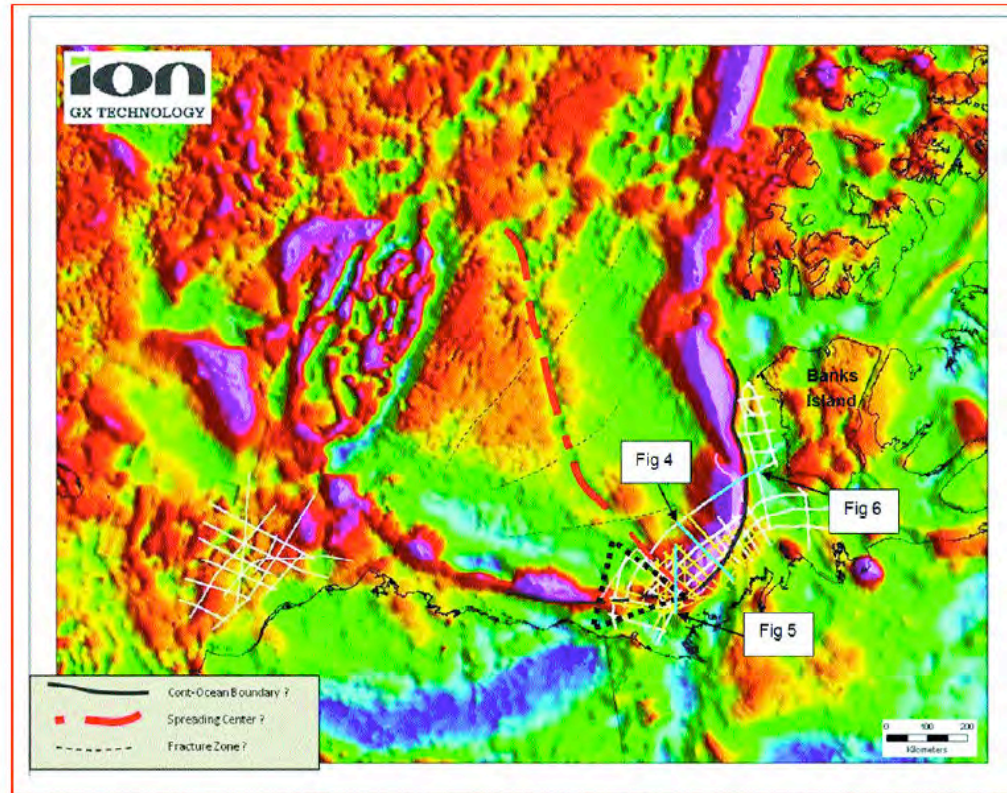 ion
GX TECHNOLOGY
Banks
Island
Fig 4
Fig 6
Fig 5
Cont-Ocean Boundary ?
Spreading Center ?
Fracture Zone ?
0 100 200
Kilometers